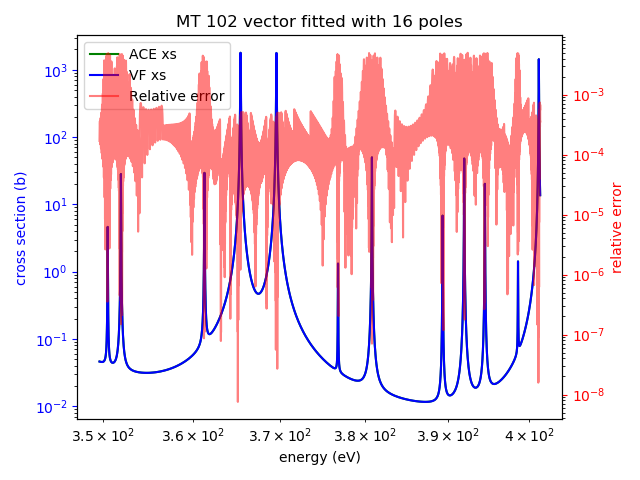 MT 102 vector fitted with 16 poles
ACE xs
VF xs
Relative error
cross section (b)
10³
10²
10¹
10⁰
10⁻¹
10⁻²
relative error
10⁻³
10⁻⁴
10⁻⁵
10⁻⁶
10⁻⁷
10⁻⁸
3.5 × 10² 3.6 × 10² 3.7 × 10² 3.8 × 10² 3.9 × 10² 4 × 10²
energy (eV)